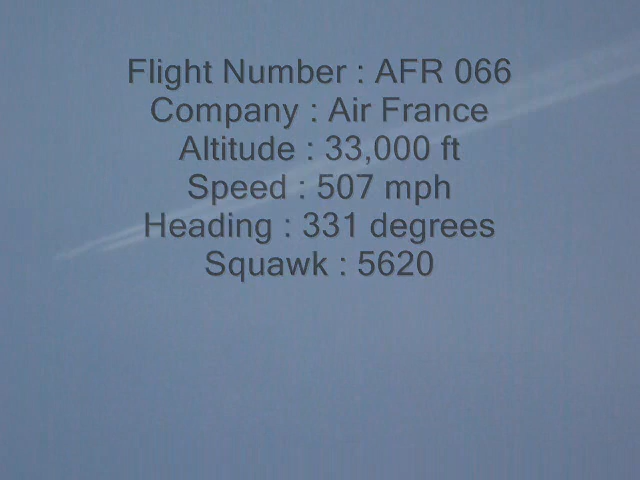 Flight Number : AFR 066
Company : Air France
Altitude : 33,000 ft
Speed : 507 mph
Heading : 331 degrees
Squawk : 5620